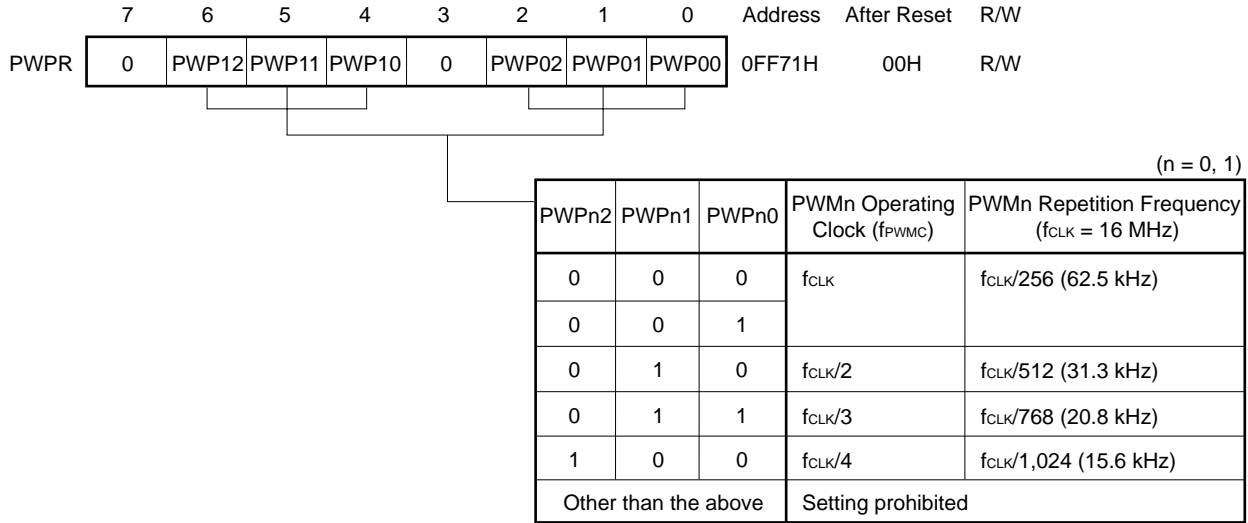 7 6 5 4 3 2 1 0 Address After Reset R/W
PWPR 0 PWP12 PWP11 PWP10 0 PWP02 PWP01 PWP00 0FF71H 00H R/W
(n = 0, 1)
PWPn2 PWPn1 PWPn0 PWMn Operating Clock (fPWMC) PWMn Repetition Frequency (fCLK = 16 MHz)
0 0 0 fCLK fCLK/256 (62.5 kHz)
0 0 1
0 1 0 fCLK/2 fCLK/512 (31.3 kHz)
0 1 1 fCLK/3 fCLK/768 (20.8 kHz)
1 0 0 fCLK/4 fCLK/1,024 (15.6 kHz)
Other than the above Setting prohibited